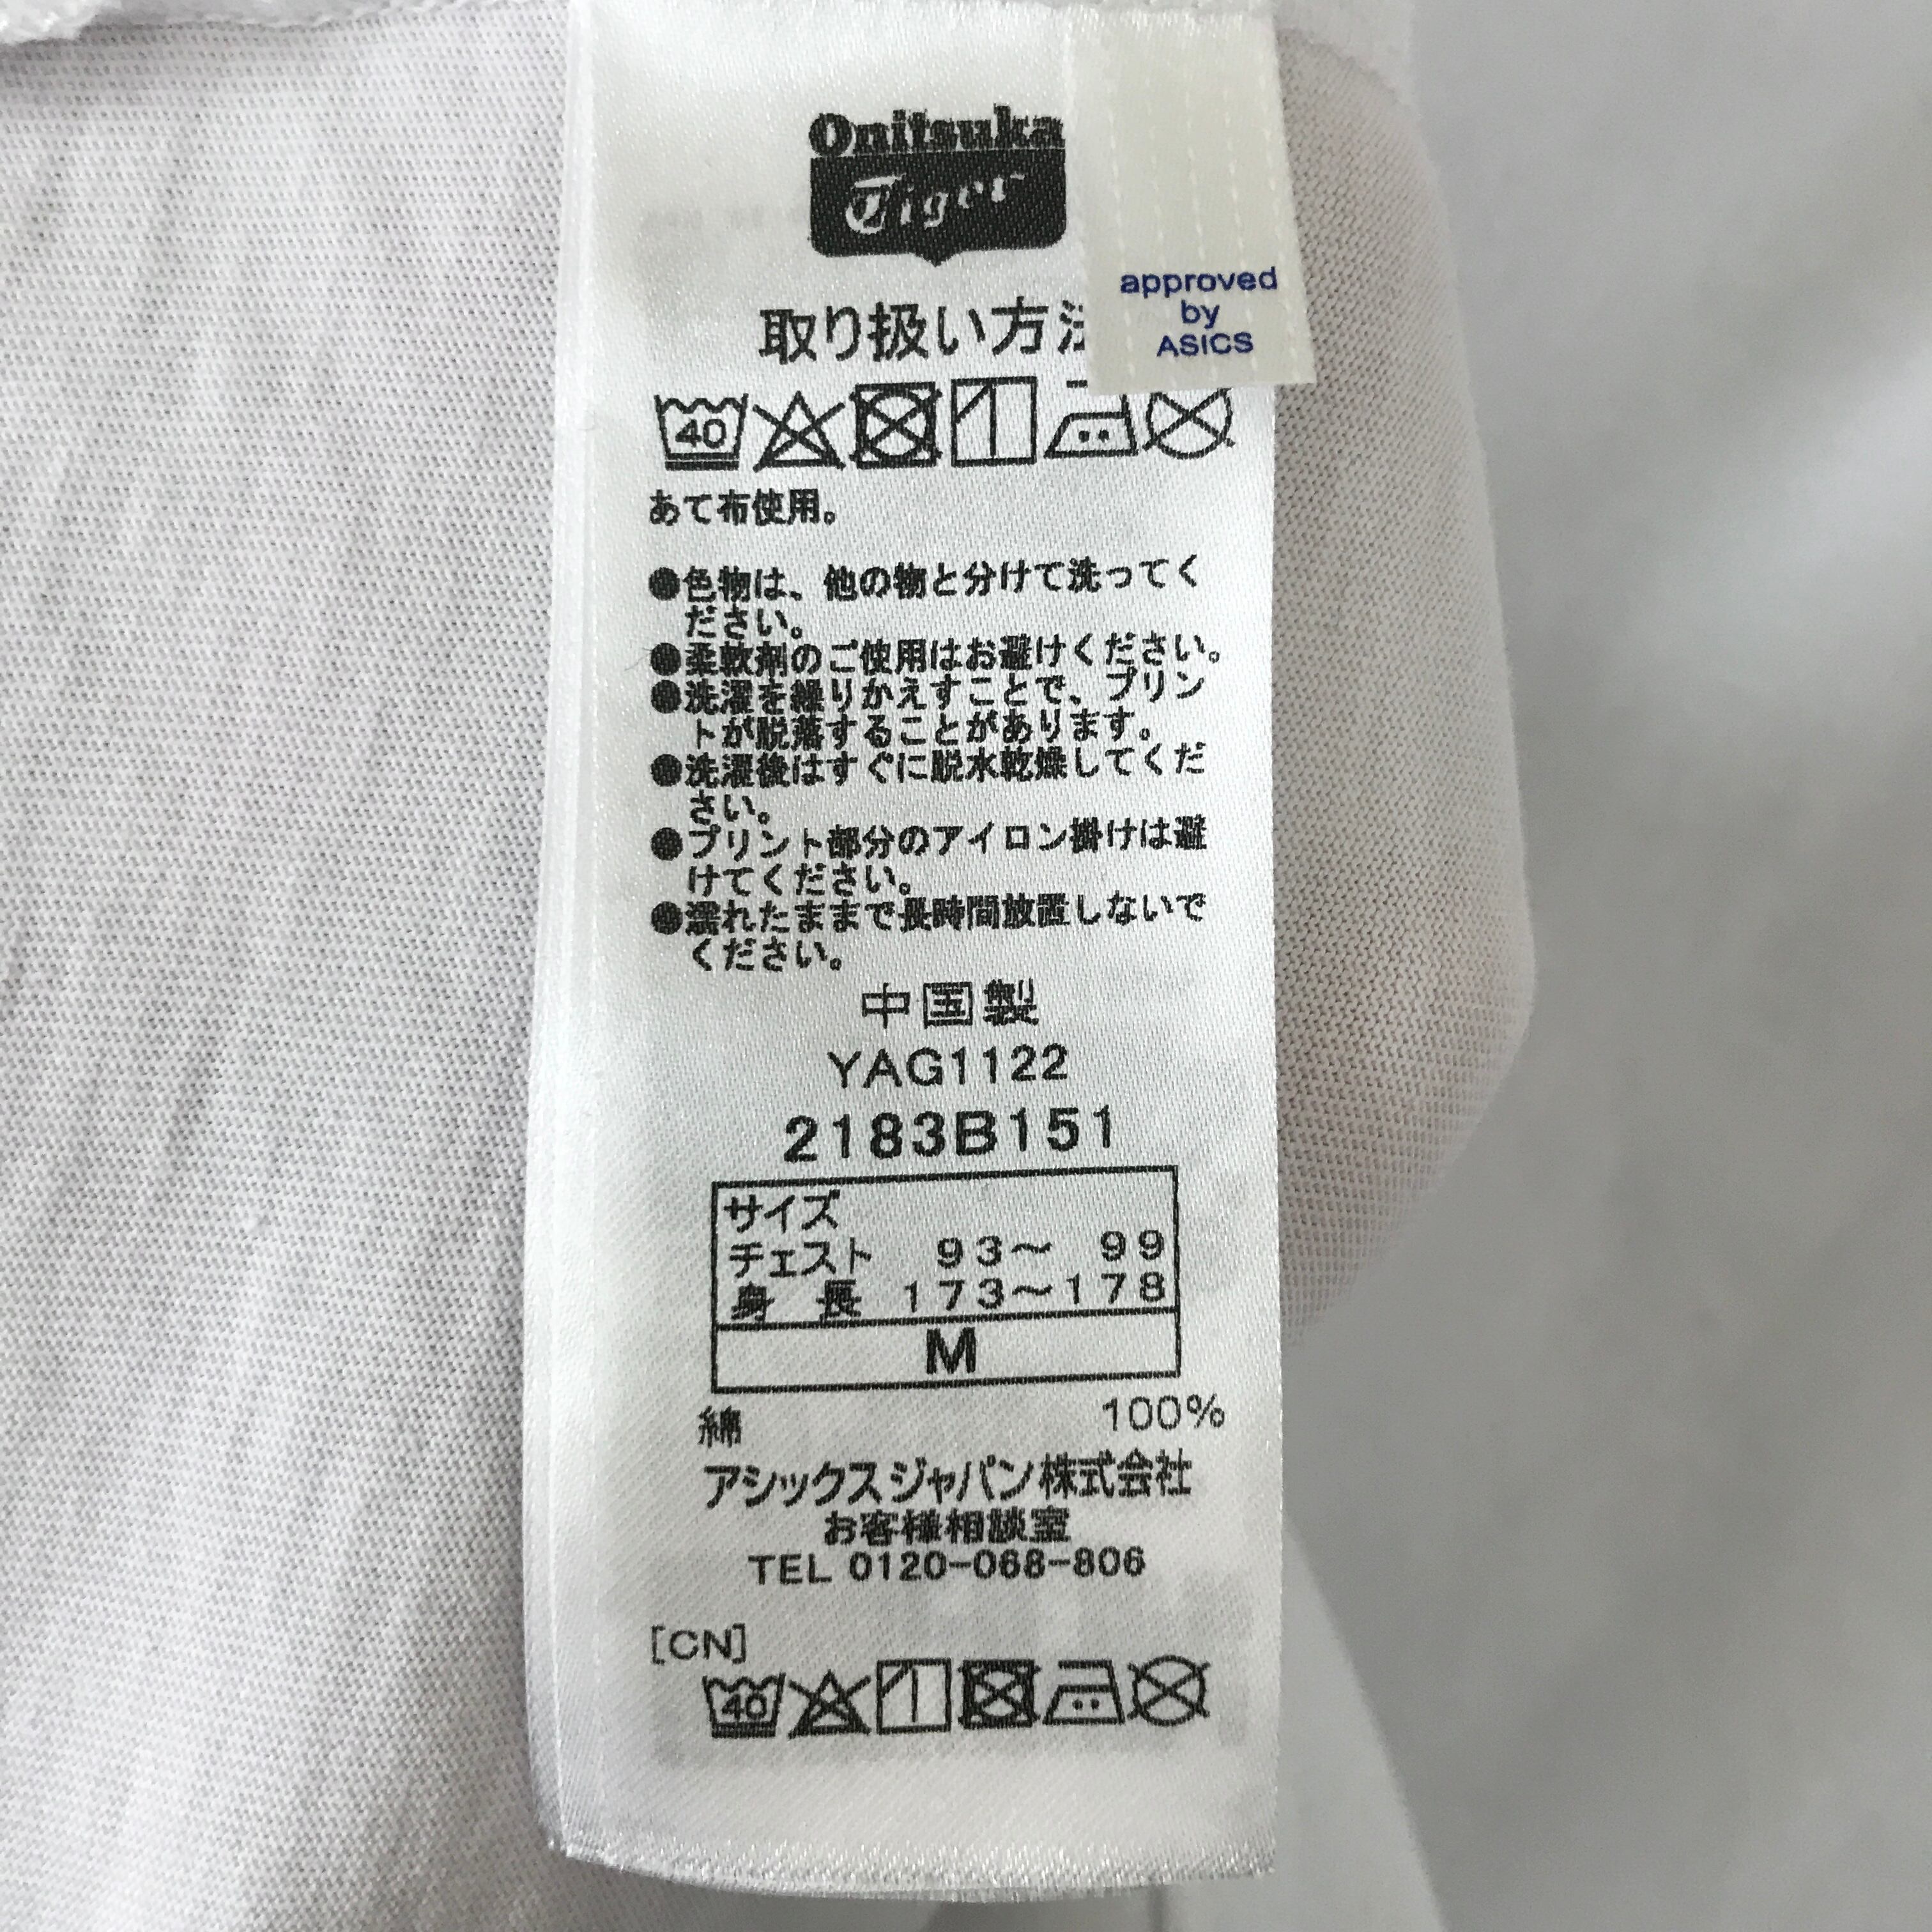 Onitsuka
Tiger
approved
by
ASICS
取り扱い方法
40
あて布使用。
●色物は、他の物と分けて洗ってく
ださい。
●柔軟剤のご使用はお避けください。
●洗濯を繰りかえすことで、プリン
トが脱落することがあります。
●洗濯後はすぐに脱水乾燥してくだ
さい。
●プリント部分のアイロン掛けは避
けてください。
●濡れたままで長時間放置しないで
ください。
中国製
YAG1122
2183B151
サイズ
チェスト 93～ 99
身 長 173～178
M
綿 100%
アシックスジャパン株式会社
お客様相談室
TEL 0120-068-806
[CN]
40